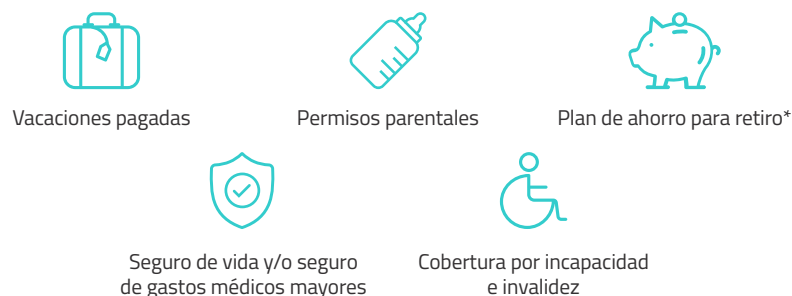 Vacaciones pagadas
Permisos parentales
Plan de ahorro para retiro*
Seguro de vida y/o seguro
de gastos médicos mayores
Cobertura por incapacidad
e invalidez